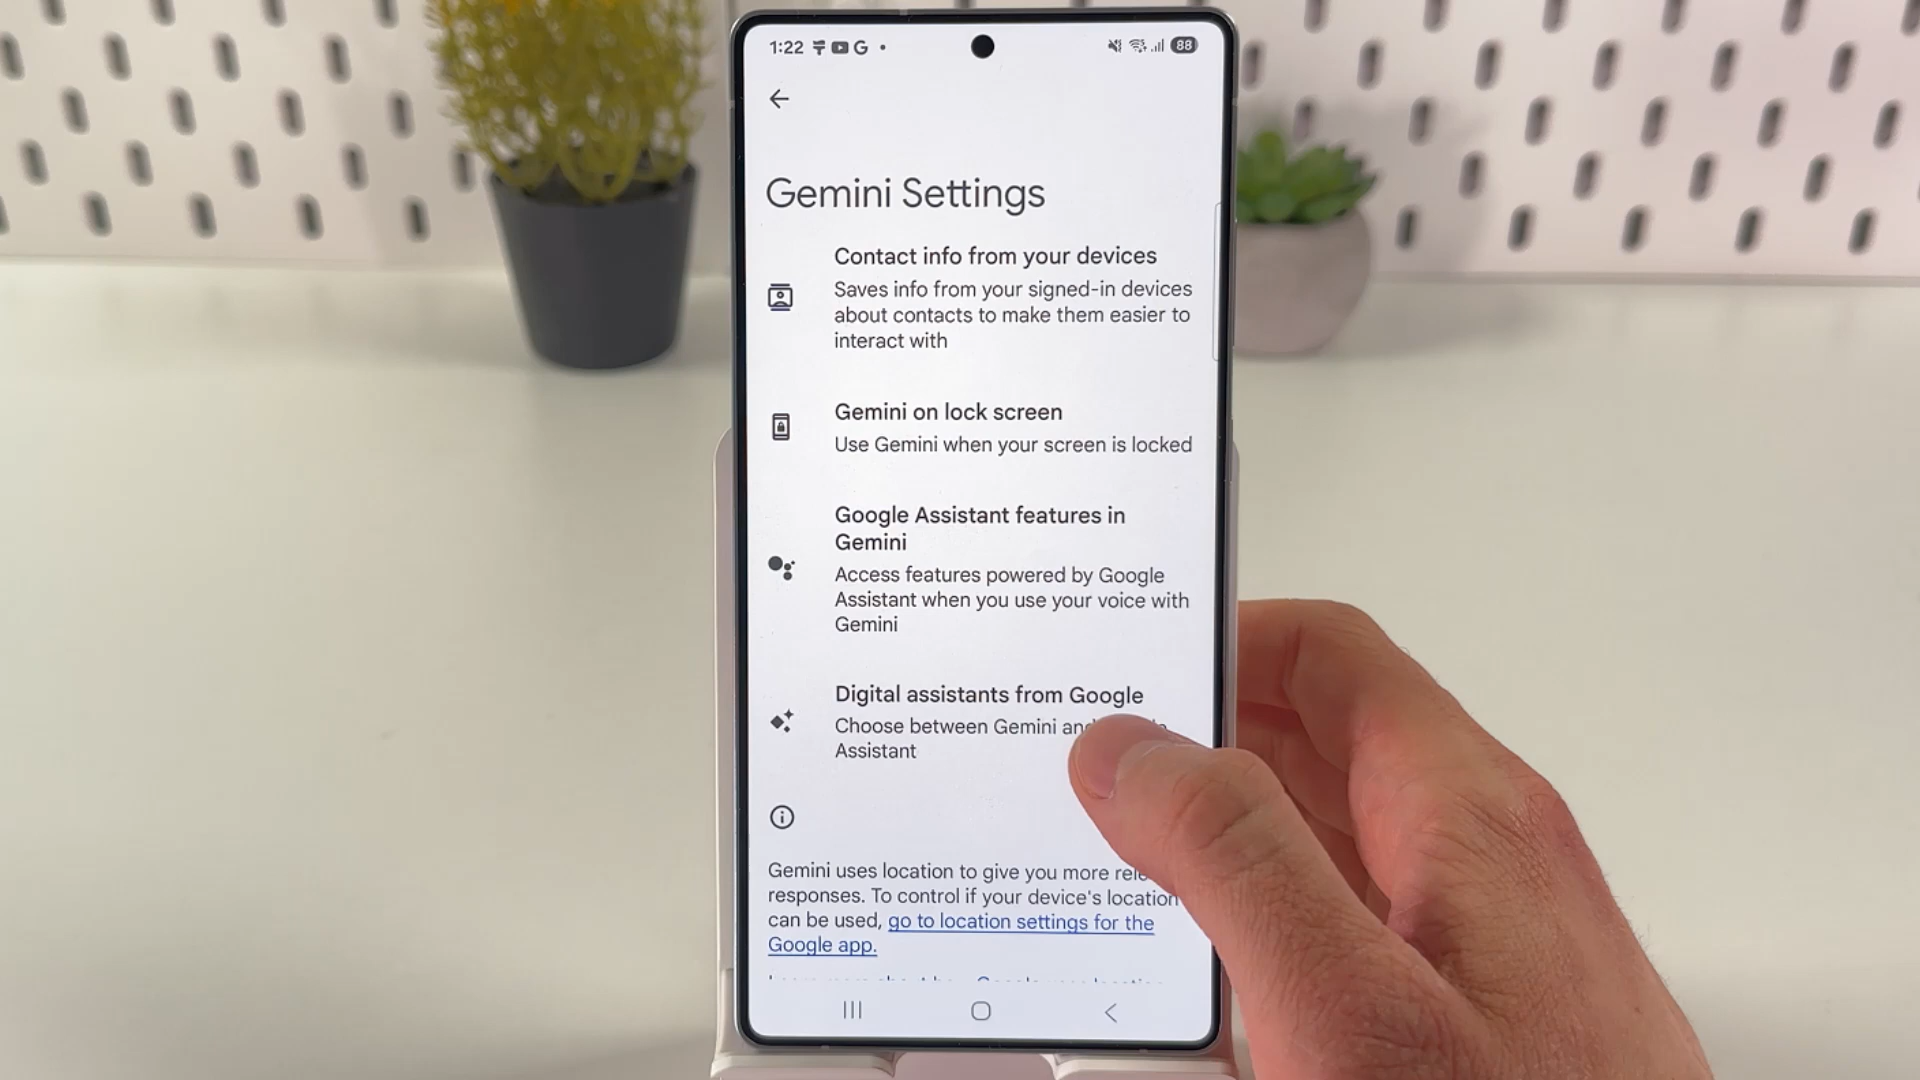 1:22
88
Gemini Settings
Contact info from your devices
Saves info from your signed-in devices
about contacts to make them easier to
interact with
Gemini on lock screen
Use Gemini when your screen is locked
Google Assistant features in
Gemini
Access features powered by Google
Assistant when you use your voice with
Gemini
Digital assistants from Google
Choose between Gemini and
Assistant
Gemini uses location to give you more
responses. To control if your device's location
can be used, go to location settings for the
Google app.